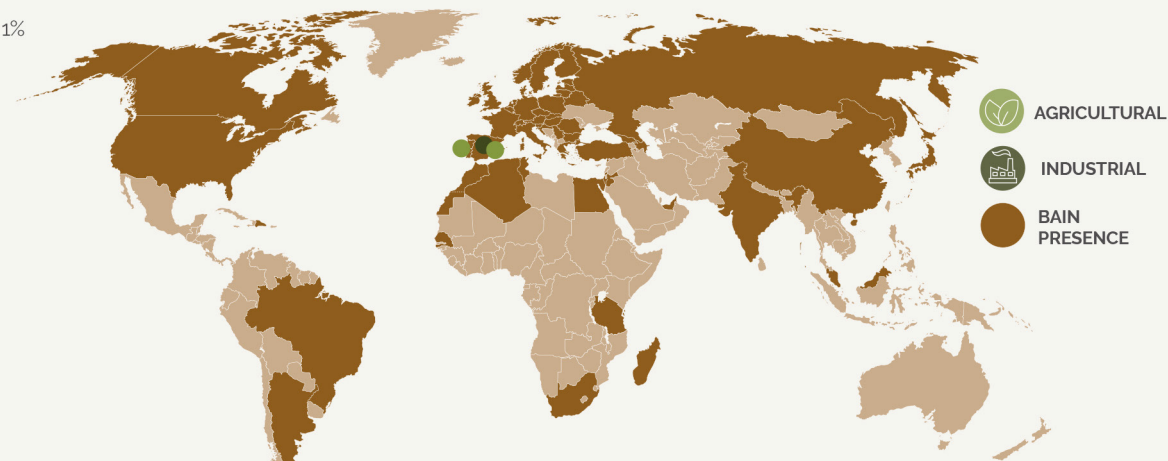 1%
AGRICULTURAL
INDUSTRIAL
BAIN
PRESENCE